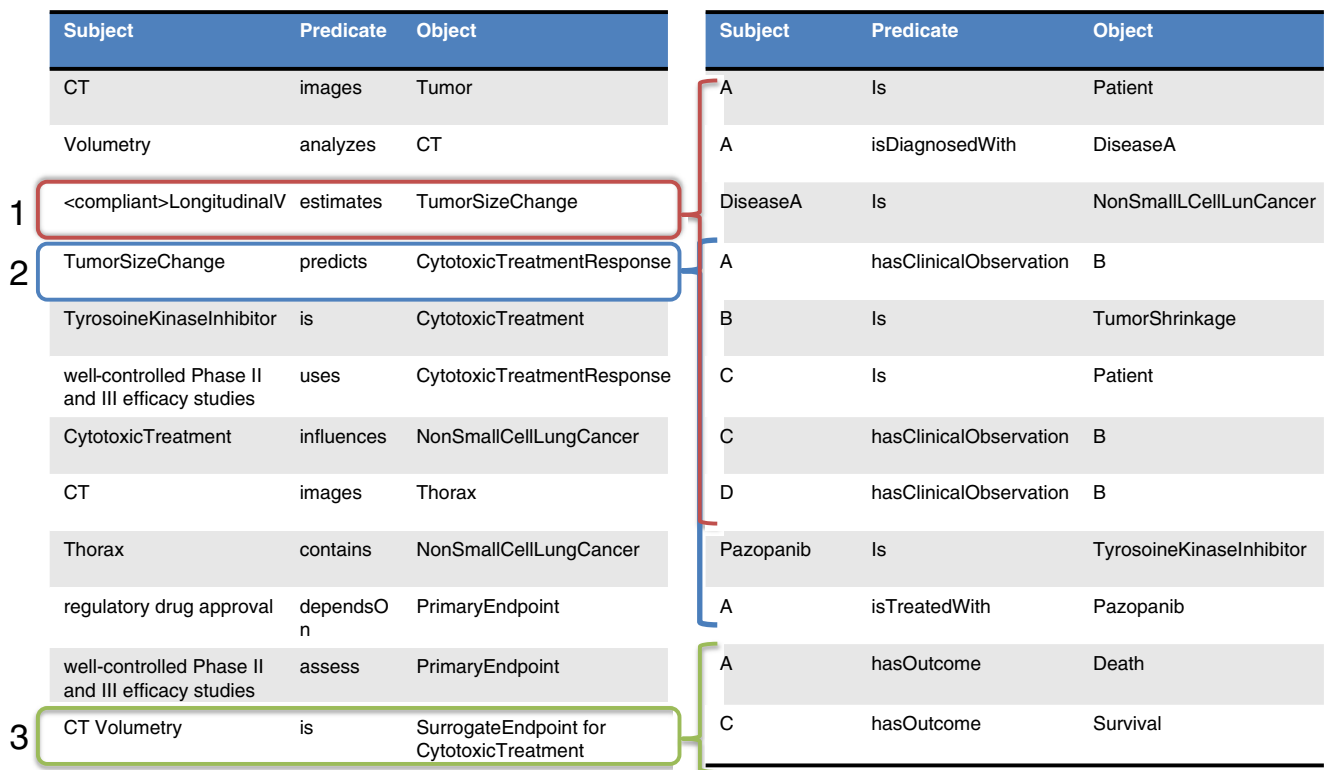 Subject Predicate Object
CT images Tumor
Volumetry analyzes CT
1 <compliant>LongitudinalV estimates TumorSizeChange
2 TumorSizeChange predicts CytotoxicTreatmentResponse
TyrosoineKinaseInhibitor is CytotoxicTreatment
well-controlled Phase II uses CytotoxicTreatmentResponse
and III efficacy studies
CytotoxicTreatment influences NonSmallCellLungCancer
CT images Thorax
Thorax contains NonSmallCellLungCancer
regulatory drug approval dependsO PrimaryEndpoint
n
well-controlled Phase II assess PrimaryEndpoint
and III efficacy studies
3 CT Volumetry is SurrogateEndpoint for
CytotoxicTreatment
Subject Predicate Object
A Is Patient
A isDiagnosedWith DiseaseA
DiseaseA Is NonSmallLCellLunCancer
A hasClinicalObservation B
B Is TumorShrinkage
C Is Patient
C hasClinicalObservation B
D hasClinicalObservation B
Pazopanib Is TyrosoineKinaseInhibitor
A isTreatedWith Pazopanib
A hasOutcome Death
C hasOutcome Survival